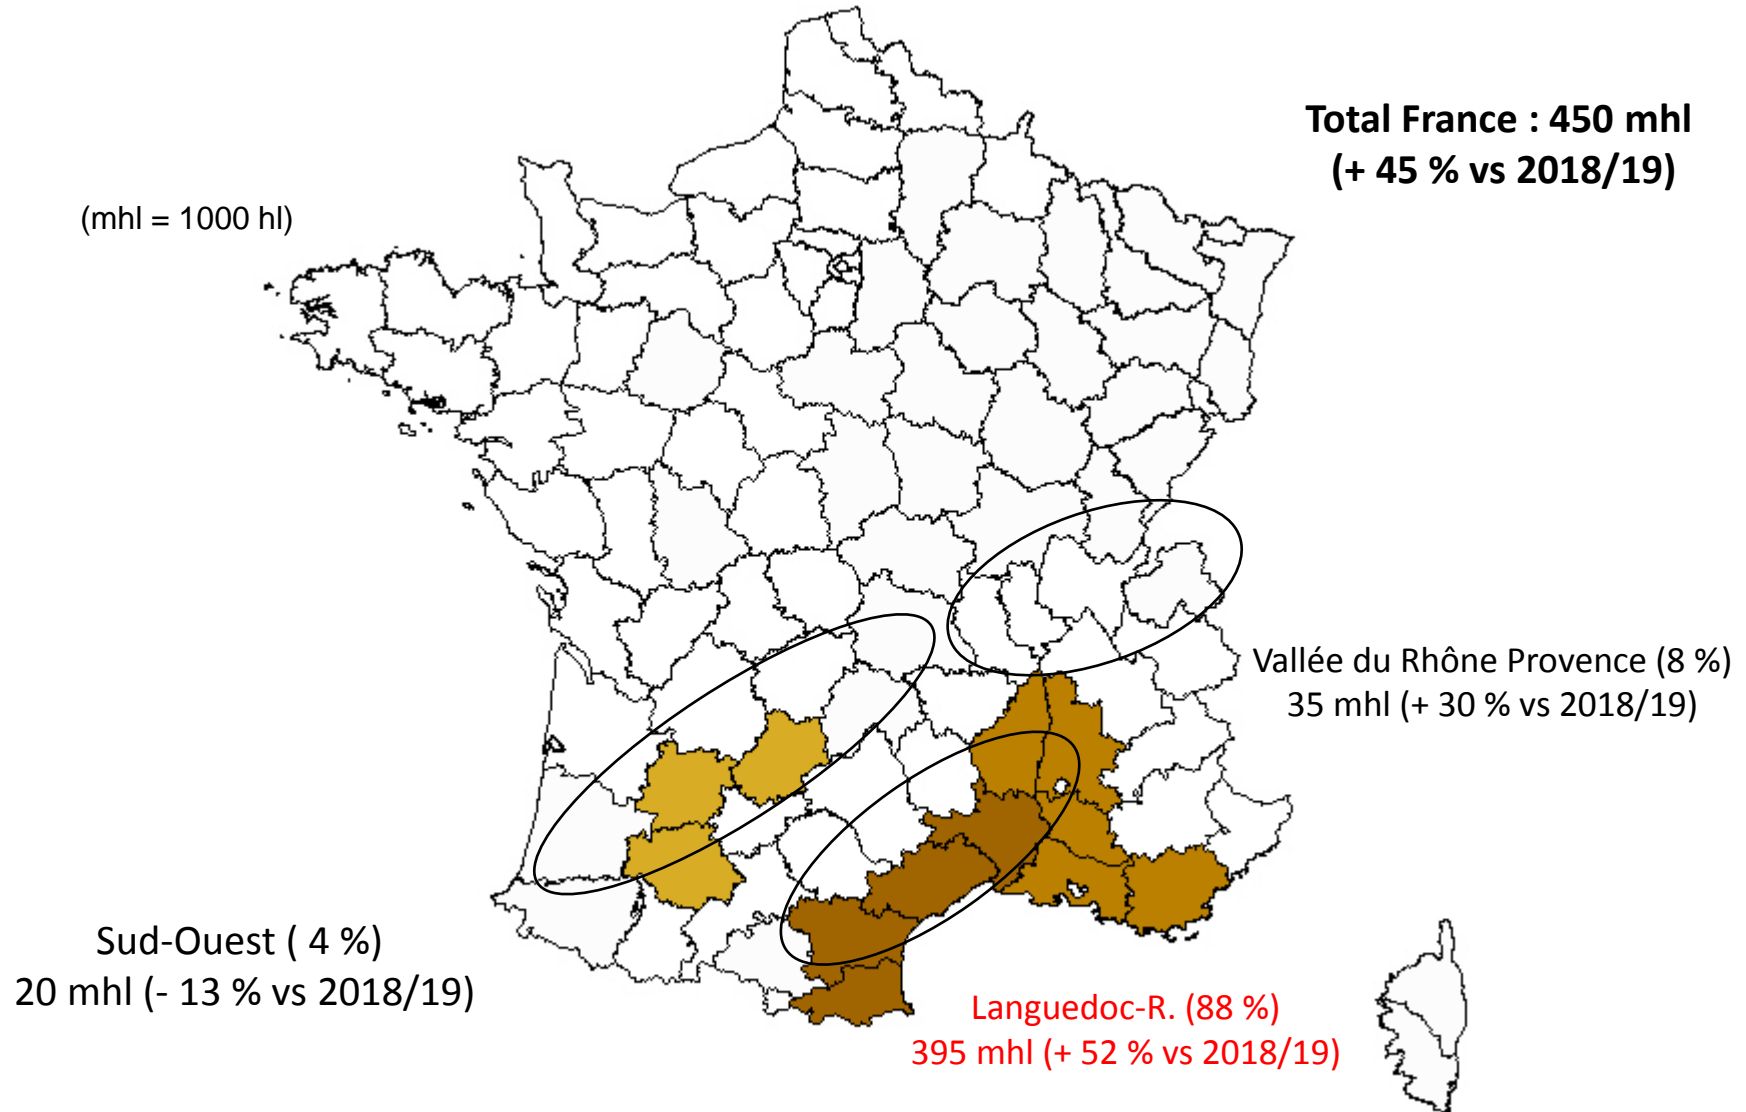 Total France : 450 mhl
(+ 45 % vs 2018/19)
(mhl = 1000 hl)
Vallée du Rhône Provence (8 %)
35 mhl (+ 30 % vs 2018/19)
Sud-Ouest ( 4 %)
20 mhl (- 13 % vs 2018/19)
Languedoc-R. (88 %)
395 mhl (+ 52 % vs 2018/19)